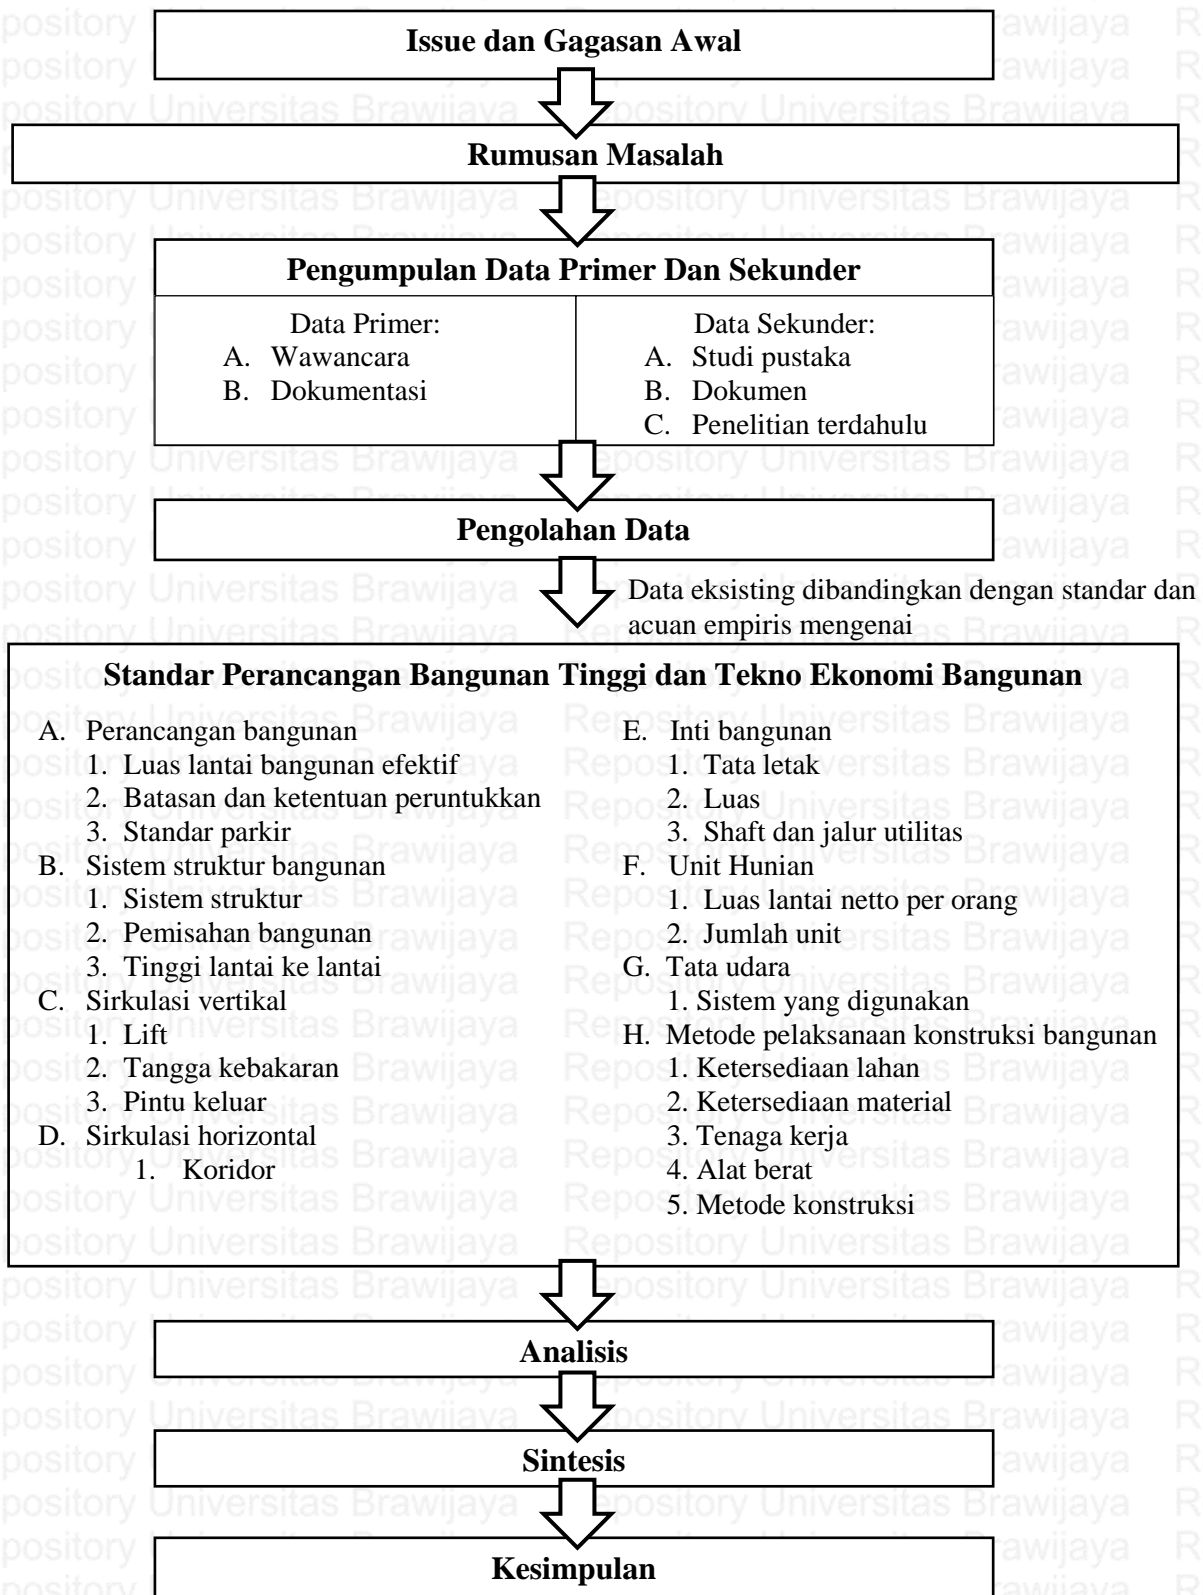 Issue dan Gagasan Awal
Rumusan Masalah
Pengumpulan Data Primer Dan Sekunder
Data Primer:
A. Wawancara
B. Dokumentasi
Data Sekunder:
A. Studi pustaka
B. Dokumen
C. Penelitian terdahulu
Pengolahan Data
Data eksisting dibandingkan dengan standar dan
acuan empiris mengenai
Standar Perancangan Bangunan Tinggi dan Tekno Ekonomi Bangunan
A. Perancangan bangunan
1. Luas lantai bangunan efektif
2. Batasan dan ketentuan peruntukkan
3. Standar parkir
B. Sistem struktur bangunan
1. Sistem struktur
2. Pemisahan bangunan
3. Tinggi lantai ke lantai
C. Sirkulasi vertikal
1. Lift
2. Tangga kebakaran
3. Pintu keluar
D. Sirkulasi horizontal
1. Koridor
E. Inti bangunan
1. Tata letak
2. Luas
3. Shaft dan jalur utilitas
F. Unit Hunian
1. Luas lantai netto per orang
2. Jumlah unit
G. Tata udara
1. Sistem yang digunakan
H. Metode pelaksanaan konstruksi bangunan
1. Ketersediaan lahan
2. Ketersediaan material
3. Tenaga kerja
4. Alat berat
5. Metode konstruksi
Analisis
Sintesis
Kesimpulan